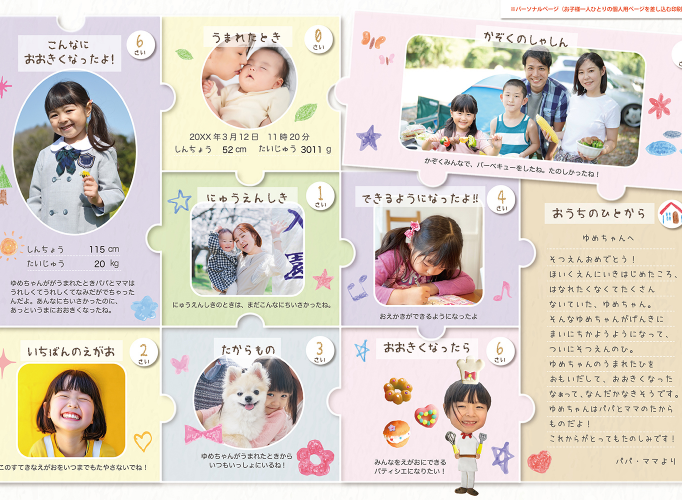 ※パーソナルページ(お子様一人ひとりの個人用ページを差し込む印刷
こんなに
おおきくなったよ!
6
さい
しんちょう 115 cm
たいじゅう 20 kg
ゆめちゃんががうまれたときパパとママは
うれしくてうれしくてなみだがでちゃった
んだよ。あんなにちいさかったのに、
あっというまにおおきくなったね。
うまれたとき
0
さい
20XX 年 3 月 12 日 11 時 20 分
しんちょう 52 cm たいじゅう 3011 g
かぞくのしゃしん
さい
かぞくみんなで、バーベキューをしたね。たのしかったね!
にゅうえんしき
1
さい
にゅうえんしきのときは、まだこんなにちいさかったね。
できるようになったよ!!
4
さい
おえかきができるようになったよ
おうちのひとから
ゆめちゃんへ
そつえんおめでとう!
ほいくえんにいきはじめたころ、
はなれたくなくてたくさん
ないていた、ゆめちゃん。
そんなゆめちゃんがげんきに
まいにちかようようになって、
ついにそつえんのひ。
ゆめちゃんのうまれたひを
おもいだして、おおきくなった
なぁって、なんだかなきそうです。
ゆめちゃんはパパとママのたから
ものだよ!
これからがとってもたのしみです!
パパ・ママより
いちばんのえがお
2
さい
このすてきなえがおをいつまでもたやさないでね!
たからもの
3
さい
ゆめちゃんがうまれたときから
いつもいっしょにいるね!
おおきくなったら
6
さい
みんなをえがおにできる
パティシエになりたい!